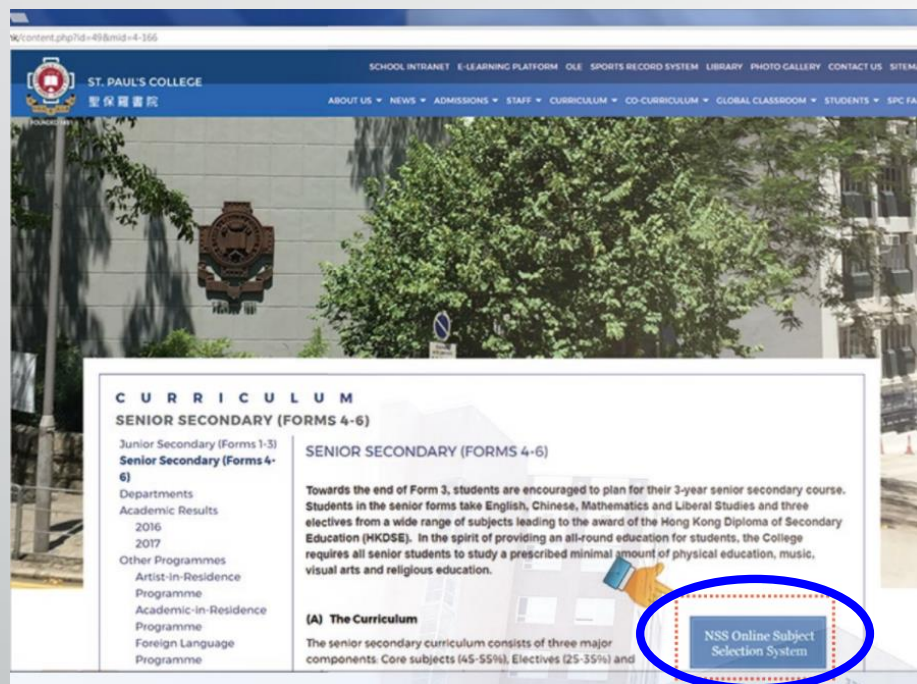 k/content.php?id=49&mid=4-166
SCHOOL INTRANET E-LEARNING PLATFORM OLE SPORTS RECORD SYSTEM LIBRARY PHOTO GALLERY CONTACT US SITEMA
ST. PAUL'S COLLEGE
聖保羅書院
ABOUT US NEWS ADMISSIONS STAFF CURRICULUM CO-CURRICULUM GLOBAL CLASSROOM STUDENTS SPC FA
CURRICULUM
SENIOR SECONDARY (FORMS 4-6)
Junior Secondary (Forms 1-3)
Senior Secondary (Forms 4-
6)
Departments
Academic Results
2016
2017
Other Programmes
Artist-in-Residence
Programme
Academic-in-Residence
Programme
Foreign Language
Programme
SENIOR SECONDARY (FORMS 4-6)
Towards the end of Form 3, students are encouraged to plan for their 3-year senior secondary course.
Students in the senior forms take English, Chinese, Mathematics and Liberal Studies and three
electives from a wide range of subjects leading to the award of the Hong Kong Diploma of Secondary
Education (HKDSE). In the spirit of providing an all-round education for students, the College
requires all senior students to study a prescribed minimal amount of physical education, music,
visual arts and religious education.
(A) The Curriculum
The senior secondary curriculum consists of three major
components: Core subjects (45-55%), Electives (25-35%) and
NSS Online Subject
Selection System